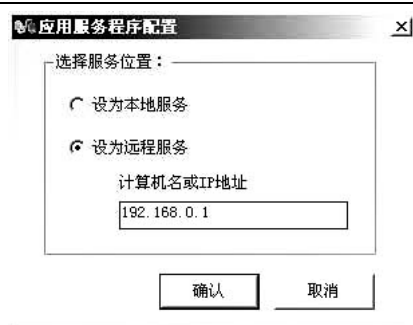 应用服务程序配置
选择服务位置：
设为本地服务
设为远程服务
计算机名或IP地址
192.168.0.1
确认
取消